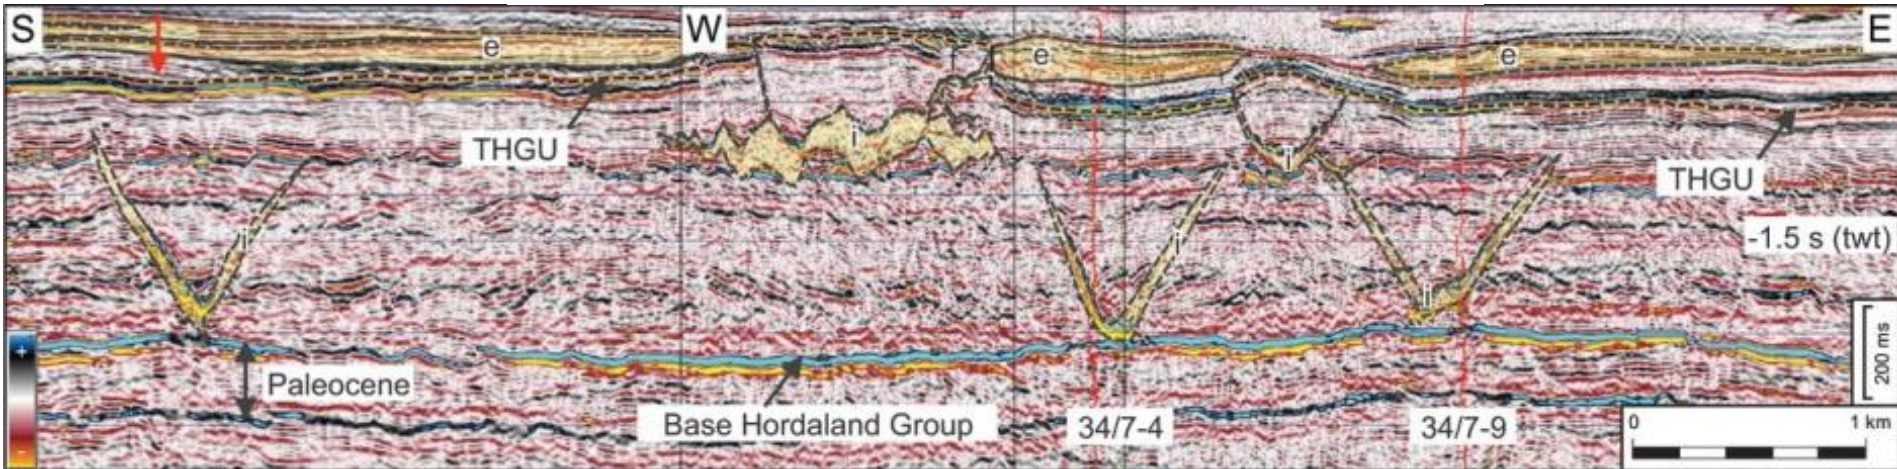 S
W
E
e
e
e
i
THGU
THGU
i
i
i
i
i
-1.5 s (twt)
+
-
Paleocene
Base Hordaland Group
34/7-4
34/7-9
200 ms
0
1 km